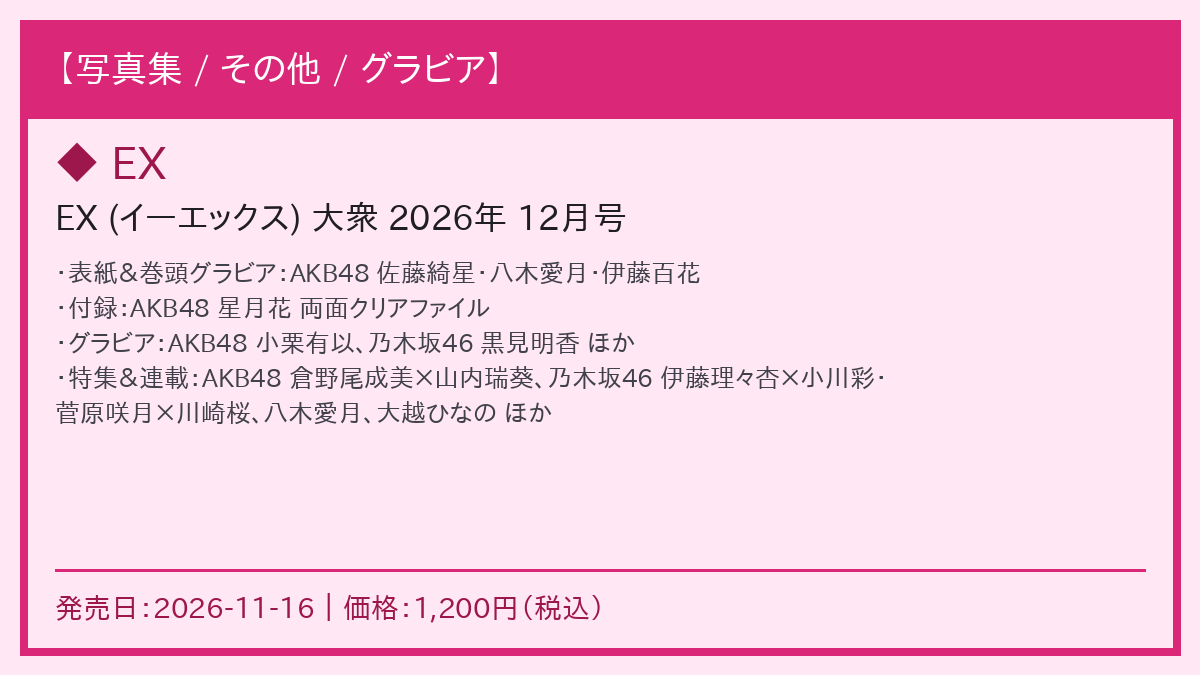 【写真集 / その他 / グラビア】
◆ EX
EX (イーエックス) 大衆 2026年 12月号
・表紙&巻頭グラビア：AKB48 佐藤綺星・八木愛月・伊藤百花
・付録：AKB48 星月花 両面クリアファイル
・グラビア：AKB48 小栗有以、乃木坂46 黒見明香 ほか
・特集&連載：AKB48 倉野尾成美×山内瑞葵、乃木坂46 伊藤理々杏×小川彩・
菅原咲月×川﨑桜、八木愛月、大越ひなの ほか
発売日：2026-11-16 | 価格：1,200円（税込）